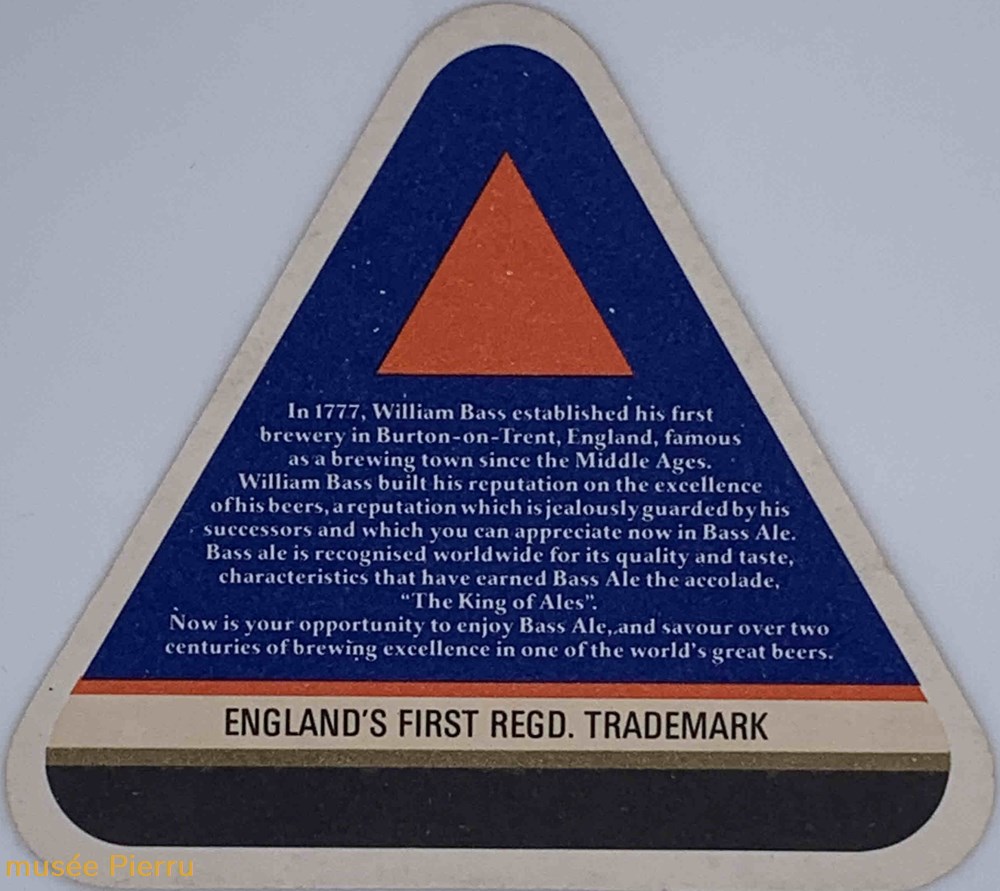 In 1777, William Bass established his first
brewery in Burton-on-Trent, England, famous
as a brewing town since the Middle Ages.
William Bass built his reputation on the excellence
of his beers, a reputation which is jealously guarded by his
successors and which you can appreciate now in Bass Ale.
Bass ale is recognised worldwide for its quality and taste,
characteristics that have earned Bass Ale the accolade,
“The King of Ales”.
Now is your opportunity to enjoy Bass Ale, and savour over two
centuries of brewing excellence in one of the world's great beers.
ENGLAND'S FIRST REGD. TRADEMARK
musée Pierru